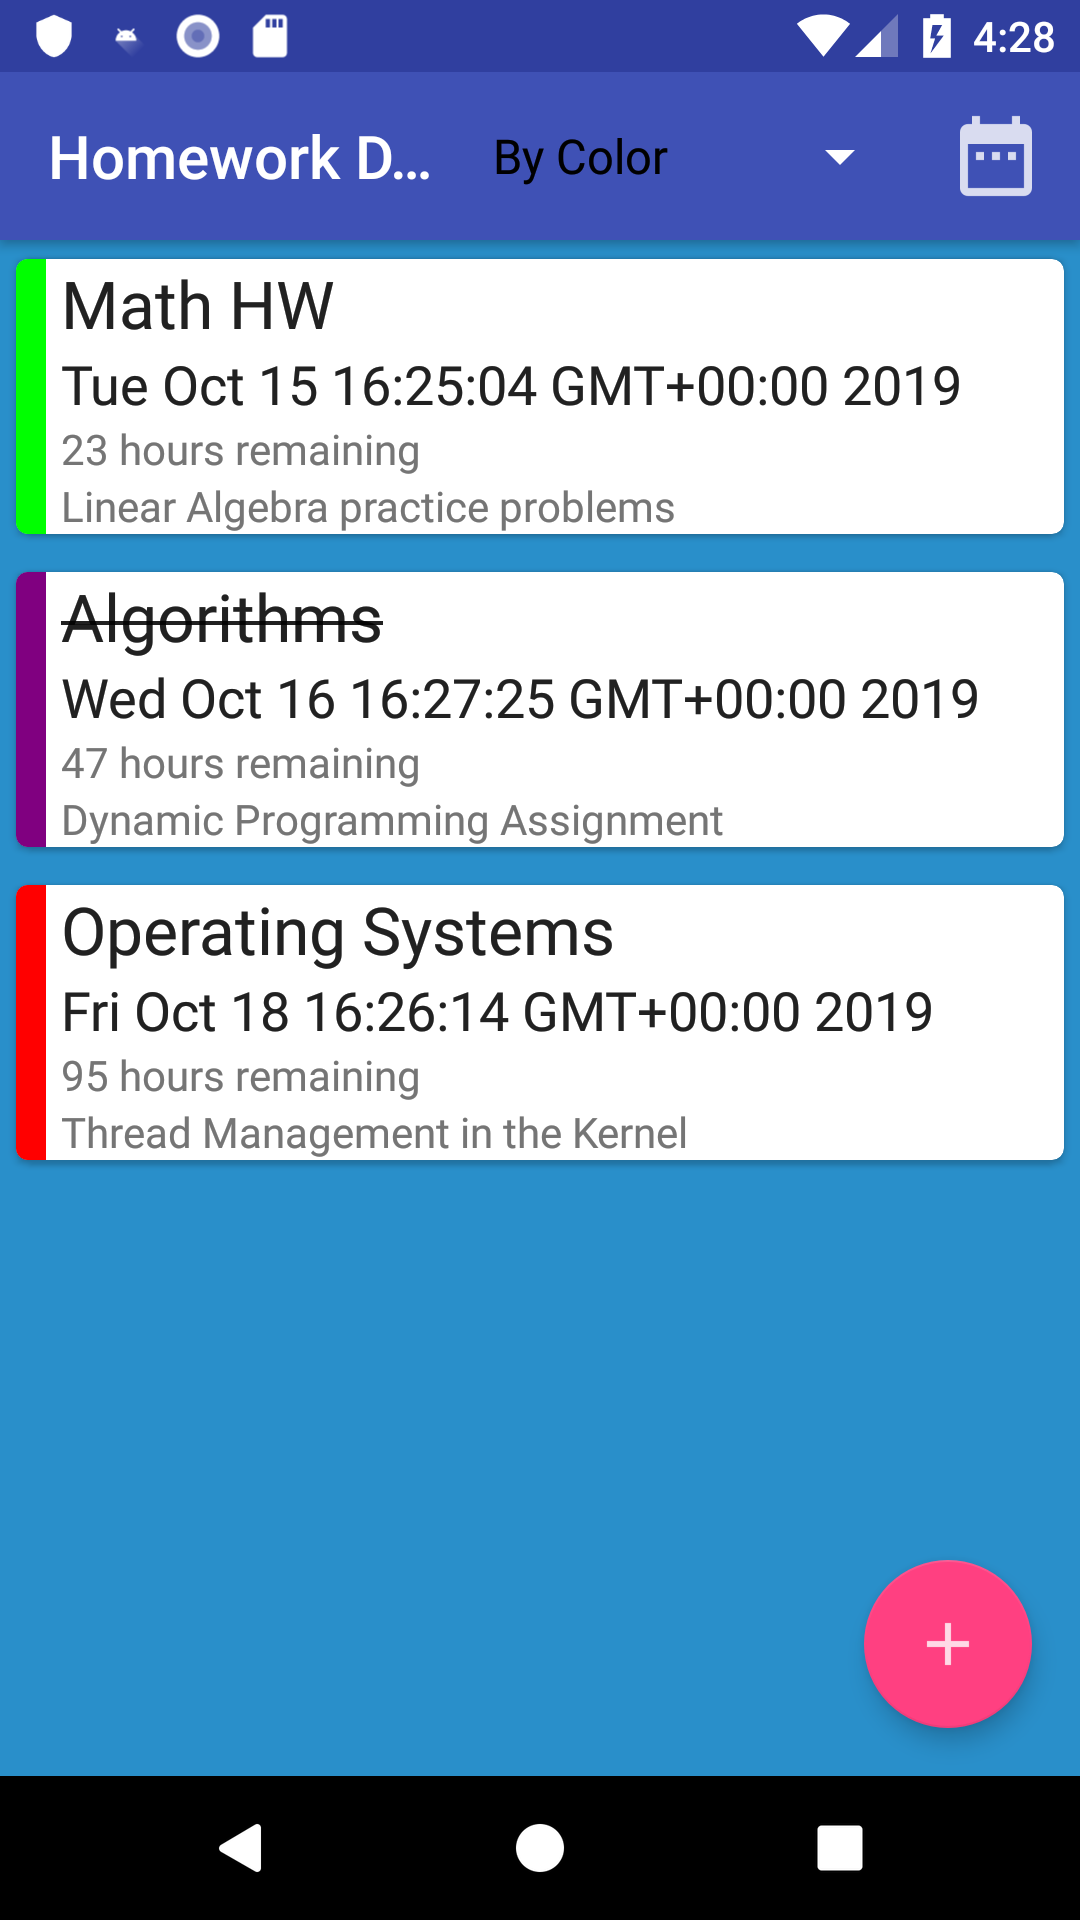 4:28
Homework D... By Color
Math HW
Tue Oct 15 16:25:04 GMT+00:00 2019
23 hours remaining
Linear Algebra practice problems
Algorithms
Wed Oct 16 16:27:25 GMT+00:00 2019
47 hours remaining
Dynamic Programming Assignment
Operating Systems
Fri Oct 18 16:26:14 GMT+00:00 2019
95 hours remaining
Thread Management in the Kernel